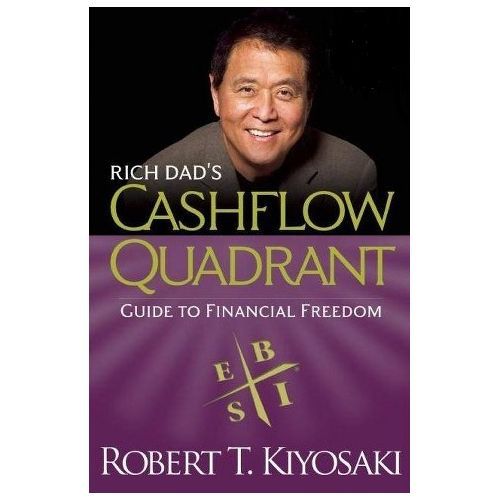 RICH DAD'S
CASHFLOW
QUADRANT
GUIDE TO FINANCIAL FREEDOM
E B
S I
ROBERT T. KIYOSAKI